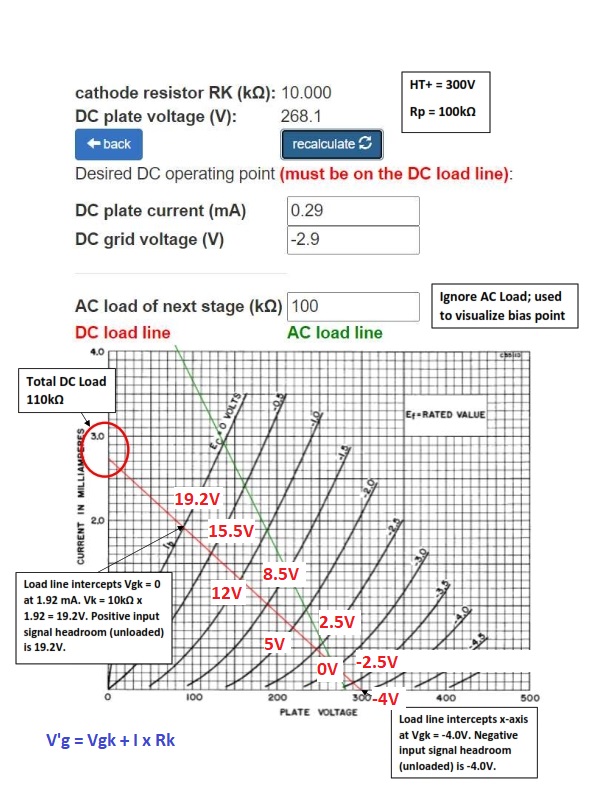 cathode resistor RK (kΩ): 10.000
HT+ = 300V
Rp = 100kΩ
DC plate voltage (V): 268.1
back
recalculate
Desired DC operating point (must be on the DC load line):
DC plate current (mA) 0.29
DC grid voltage (V) -2.9
AC load of next stage (kΩ) 100
Ignore AC Load; used
to visualize bias point
DC load line AC load line
4.0
Total DC Load
110kΩ
EC = 0 VOLTS
-0.5
-1.0
-1.5
-2.0
-2.5
-3.0
-3.5
-4.0
-4.5
Ef=RATED VALUE
3.0
CURRENT IN MILLIAMPERES
2.0
19.2V
15.5V
12V
8.5V
5V
2.5V
0V
-2.5V
-4V
Ib
Load line intercepts Vgk = 0
at 1.92 mA. Vk = 10kΩ x
1.92 = 19.2V. Positive input
signal headroom (unloaded)
is 19.2V.
0 100 200 300 400 500
PLATE VOLTAGE
V'g = Vgk + I x Rk
Load line intercepts x-axis
at Vgk = -4.0V. Negative
input signal headroom
(unloaded) is -4.0V.